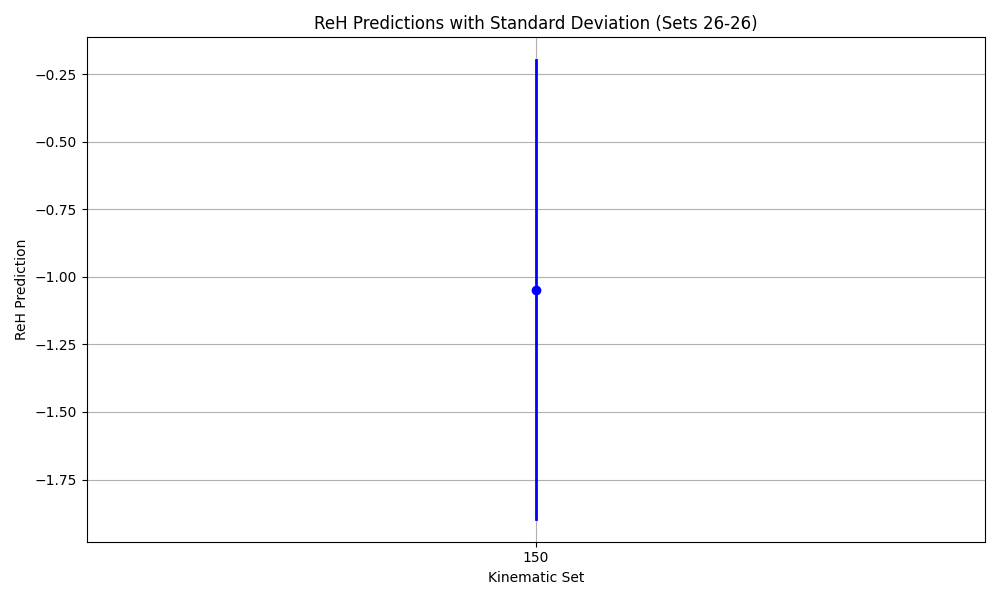 ReH Predictions with Standard Deviation (Sets 26-26)
ReH Prediction
−0.25
−0.50
−0.75
−1.00
−1.25
−1.50
−1.75
150
Kinematic Set